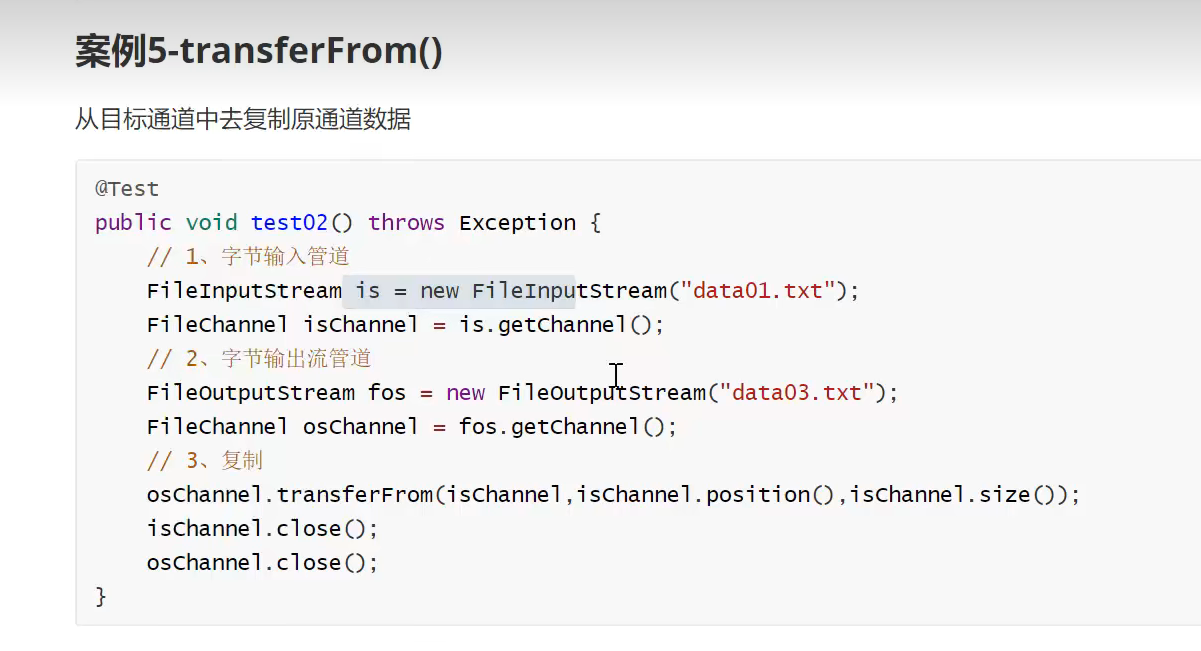 案例5-transferFrom()
从目标通道中去复制原通道数据
@Test
public void test02() throws Exception {
    // 1、字节输入管道
    FileInputStream is = new FileInputStream("data01.txt");
    FileChannel isChannel = is.getChannel();
    // 2、字节输出流管道
    FileOutputStream fos = new FileOutputStream("data03.txt");
    FileChannel osChannel = fos.getChannel();
    // 3、复制
    osChannel.transferFrom(isChannel,isChannel.position(),isChannel.size());
    isChannel.close();
    osChannel.close();
}